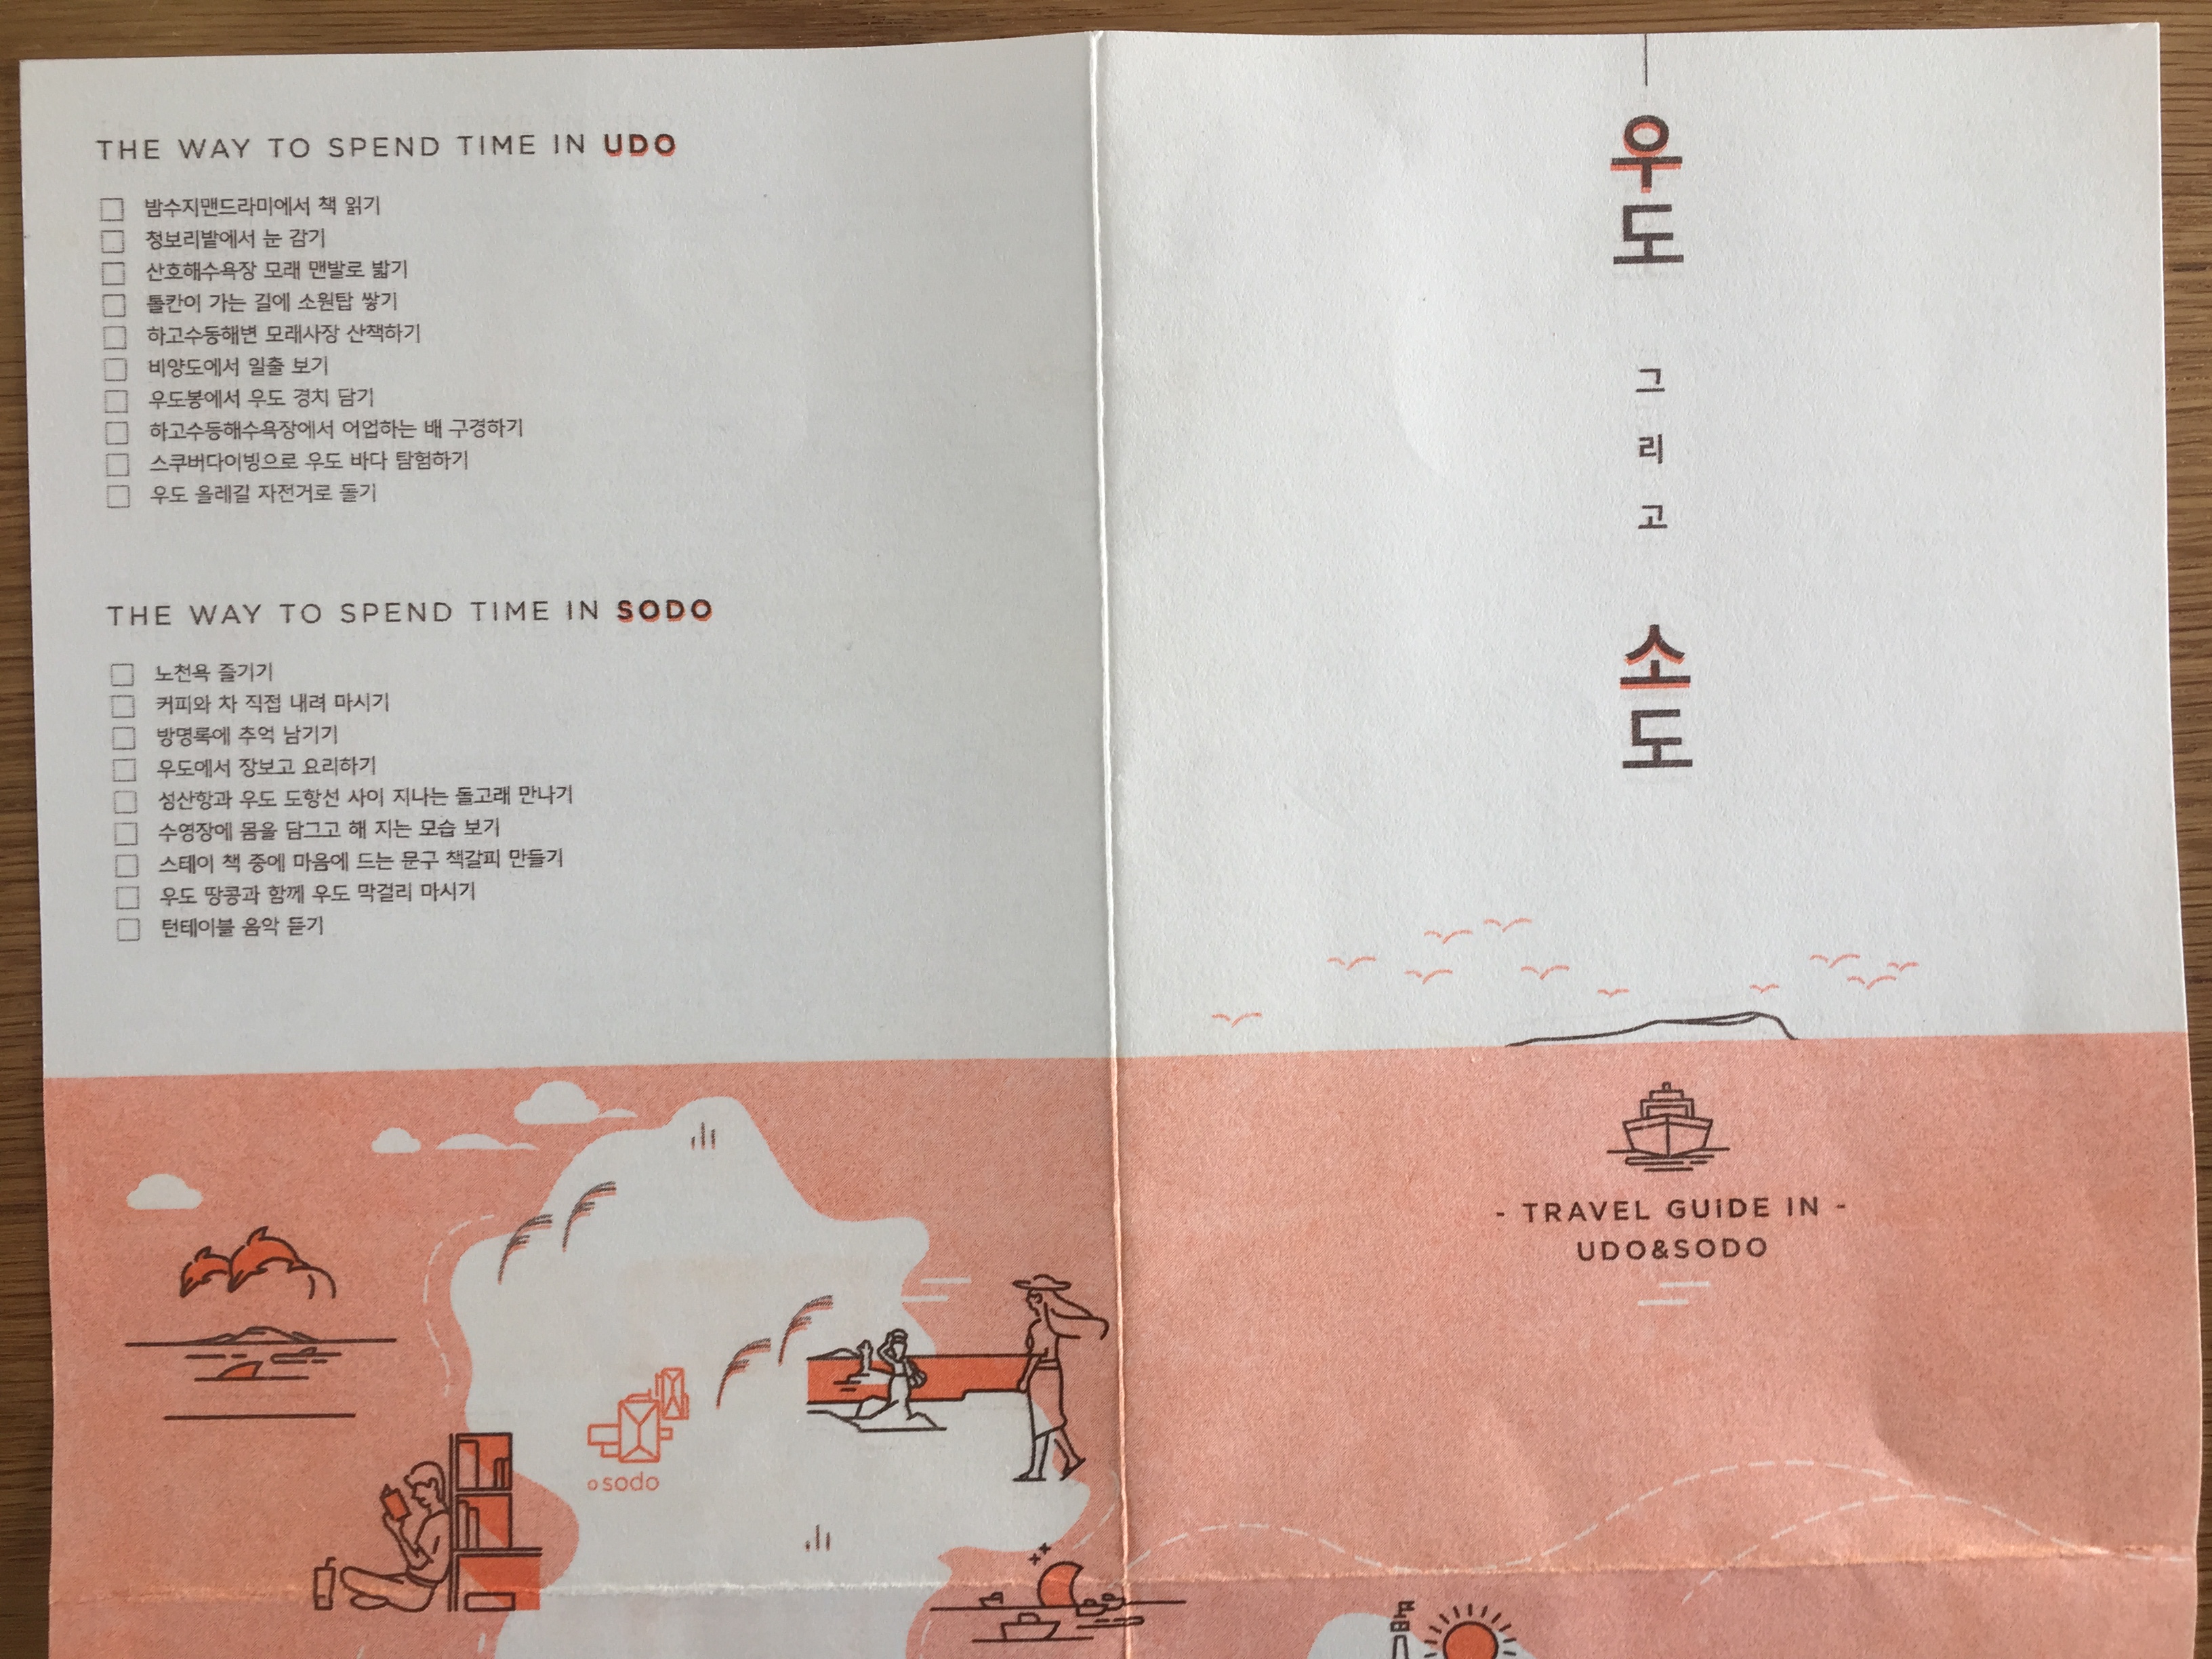 THE WAY TO SPEND TIME IN UDO
밤수지맨드라미에서 책 읽기
청보리밭에서 눈 감기
산호해수욕장 모래 맨발로 밟기
톨칸이 가는 길에 소원탑 쌓기
하고수동해변 모래사장 산책하기
비양도에서 일출 보기
우도봉에서 우도 경치 담기
하고수동해수욕장에서 어업하는 배 구경하기
스쿠버다이빙으로 우도 바다 탐험하기
우도 올레길 자전거로 돌기
THE WAY TO SPEND TIME IN SODO
노천욕 즐기기
커피와 차 직접 내려 마시기
방명록에 추억 남기기
우도에서 장보고 요리하기
성산항과 우도 도항선 사이 지나는 돌고래 만나기
수영장에 몸을 담그고 해 지는 모습 보기
스테이 책 중에 마음에 드는 문구 책갈피 만들기
우도 땅콩과 함께 우도 막걸리 마시기
턴테이블 음악 듣기
sodo
우도
그리고
소도
- TRAVEL GUiDE IN -
UDO&SODO